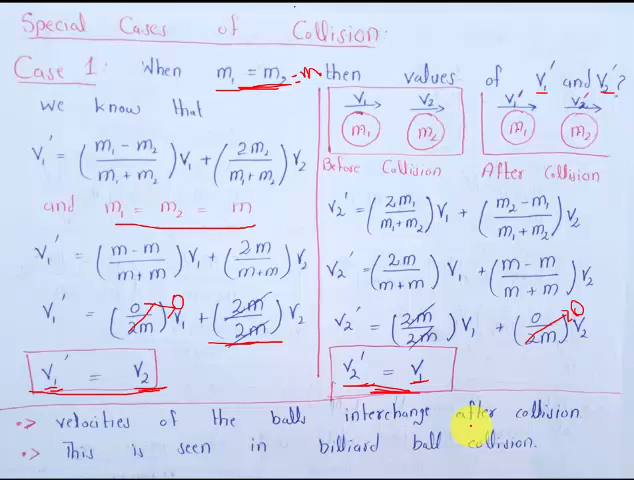 Special Cases of Collision:
Case 1: When m₁ = m₂ = m then values of V₁' and V₂'?
we know that
V₁' = ((m₁ - m₂)/(m₁ + m₂)) V₁ + (2m₂/(m₁ + m₂)) V₂
and m₁ = m₂ = m
V₁' = ((m - m)/(m + m)) V₁ + (2m/(m + m)) V₂
V₁' = (0/2m) V₁ + (2m/2m) V₂
0
V₁' = V₂
V₁ V₂
m₁ m₂
Before Collision
V₁' V₂'
m₁ m₂
After Collision
V₂' = (2m₁/(m₁ + m₂)) V₁ + ((m₂ - m₁)/(m₁ + m₂)) V₂
V₂' = (2m/(m + m)) V₁ + ((m - m)/(m + m)) V₂
V₂' = (2m/2m) V₁ + (0/2m) V₂
0
V₂' = V₁
•> velocities of the balls interchange after collision
•> This is seen in billiard ball collision.